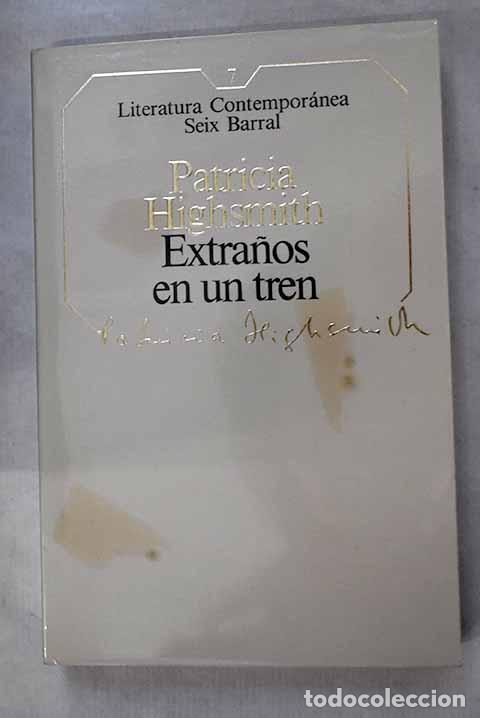 7
Literatura Contemporánea
Seix Barral
Patricia
Highsmith
Extraños
en un tren
Patricia Highsmith
todocoleccion